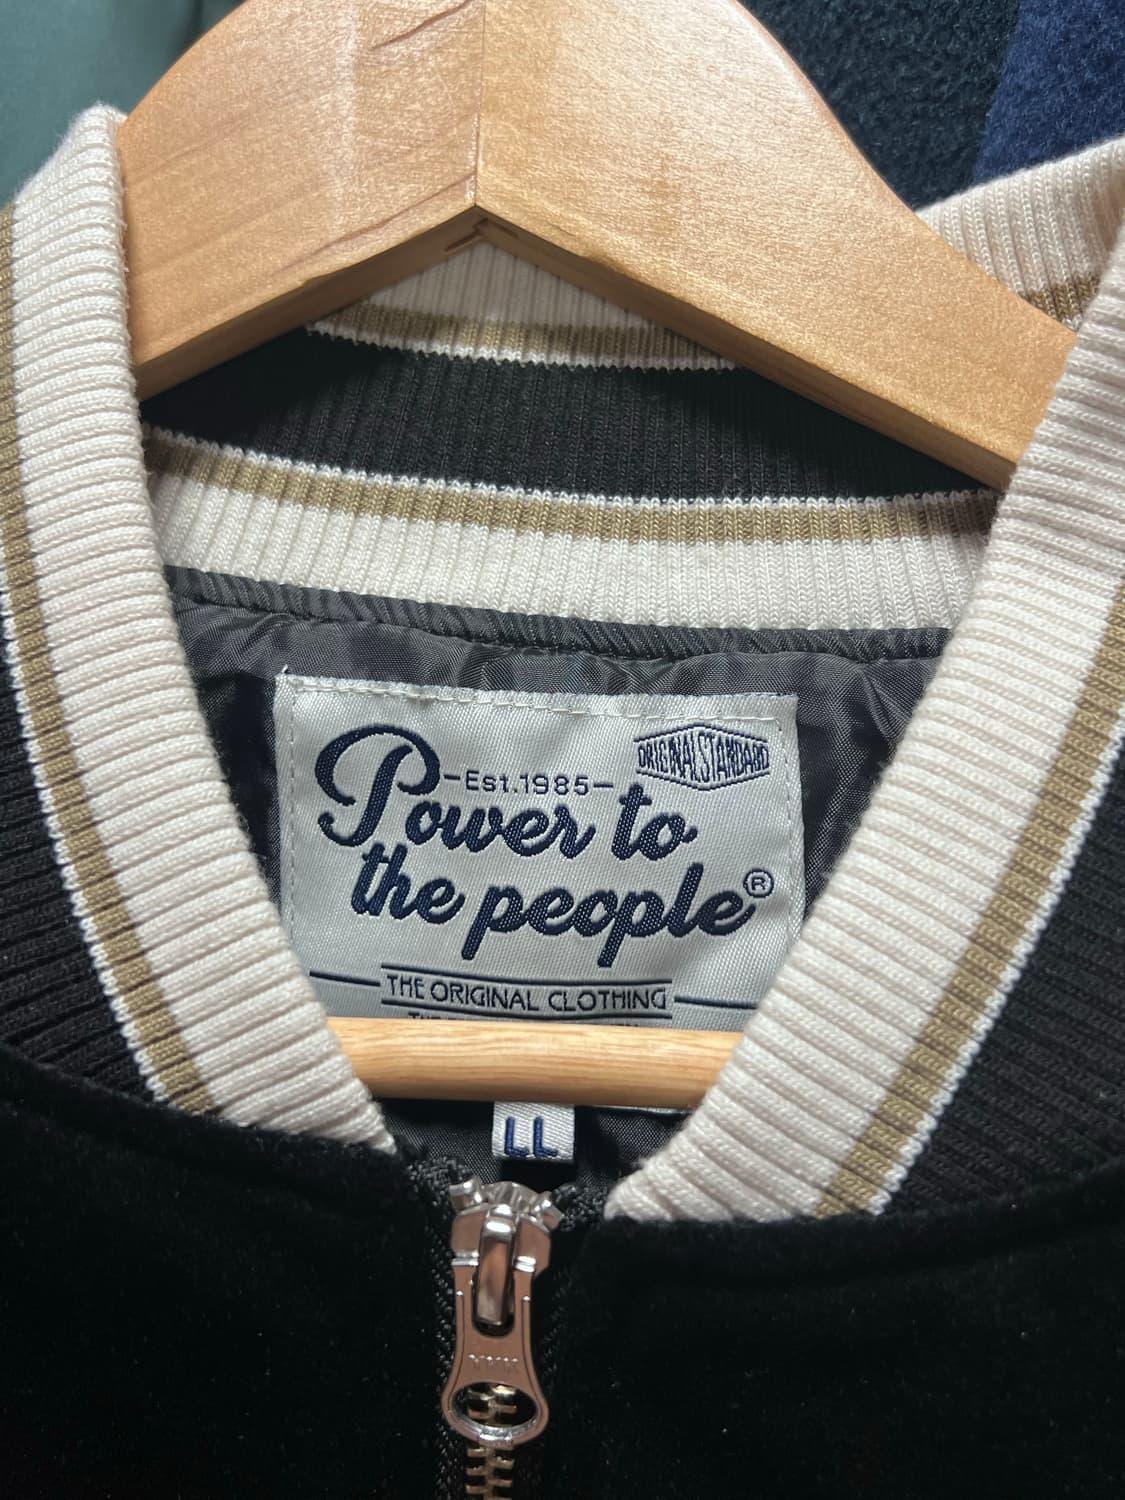 ORIGINAL STANDARD
Est.1985
Power to
the people®
THE ORIGINAL CLOTHING
LL